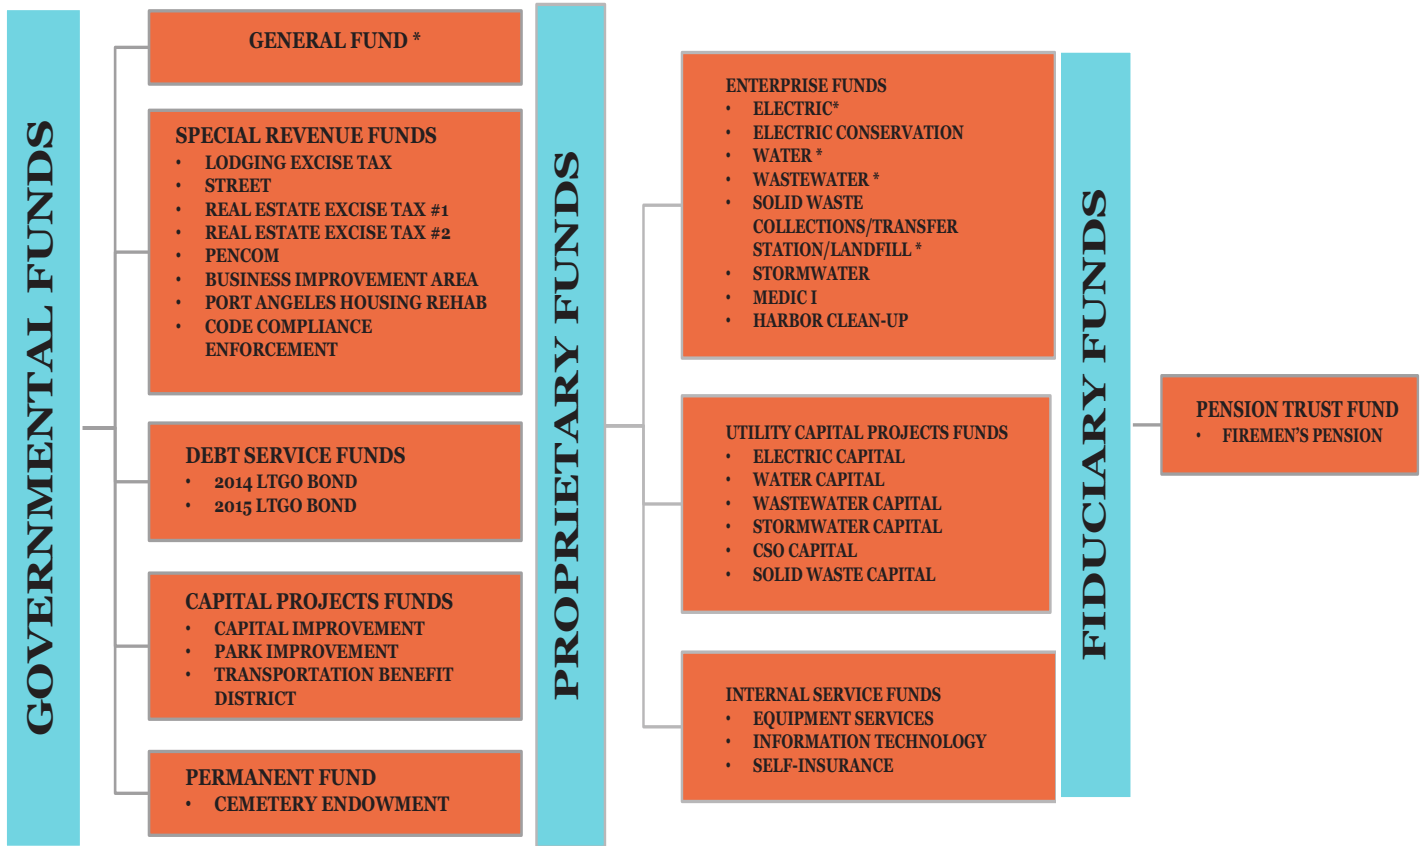 GOVERNMENTAL FUNDS
GENERAL FUND *
SPECIAL REVENUE FUNDS
• LODGING EXCISE TAX
• STREET
• REAL ESTATE EXCISE TAX #1
• REAL ESTATE EXCISE TAX #2
• PENCOM
• BUSINESS IMPROVEMENT AREA
• PORT ANGELES HOUSING REHAB
• CODE COMPLIANCE
ENFORCEMENT
DEBT SERVICE FUNDS
• 2014 LTGO BOND
• 2015 LTGO BOND
CAPITAL PROJECTS FUNDS
• CAPITAL IMPROVEMENT
• PARK IMPROVEMENT
• TRANSPORTATION BENEFIT
DISTRICT
PERMANENT FUND
• CEMETERY ENDOWMENT
PROPRIETARY FUNDS
ENTERPRISE FUNDS
• ELECTRIC*
• ELECTRIC CONSERVATION
• WATER *
• WASTEWATER *
• SOLID WASTE
COLLECTIONS/TRANSFER
STATION/LANDFILL *
• STORMWATER
• MEDIC I
• HARBOR CLEAN-UP
UTILITY CAPITAL PROJECTS FUNDS
• ELECTRIC CAPITAL
• WATER CAPITAL
• WASTEWATER CAPITAL
• STORMWATER CAPITAL
• CSO CAPITAL
• SOLID WASTE CAPITAL
INTERNAL SERVICE FUNDS
• EQUIPMENT SERVICES
• INFORMATION TECHNOLOGY
• SELF-INSURANCE
FIDUCIARY FUNDS
PENSION TRUST FUND
• FIREMEN'S PENSION